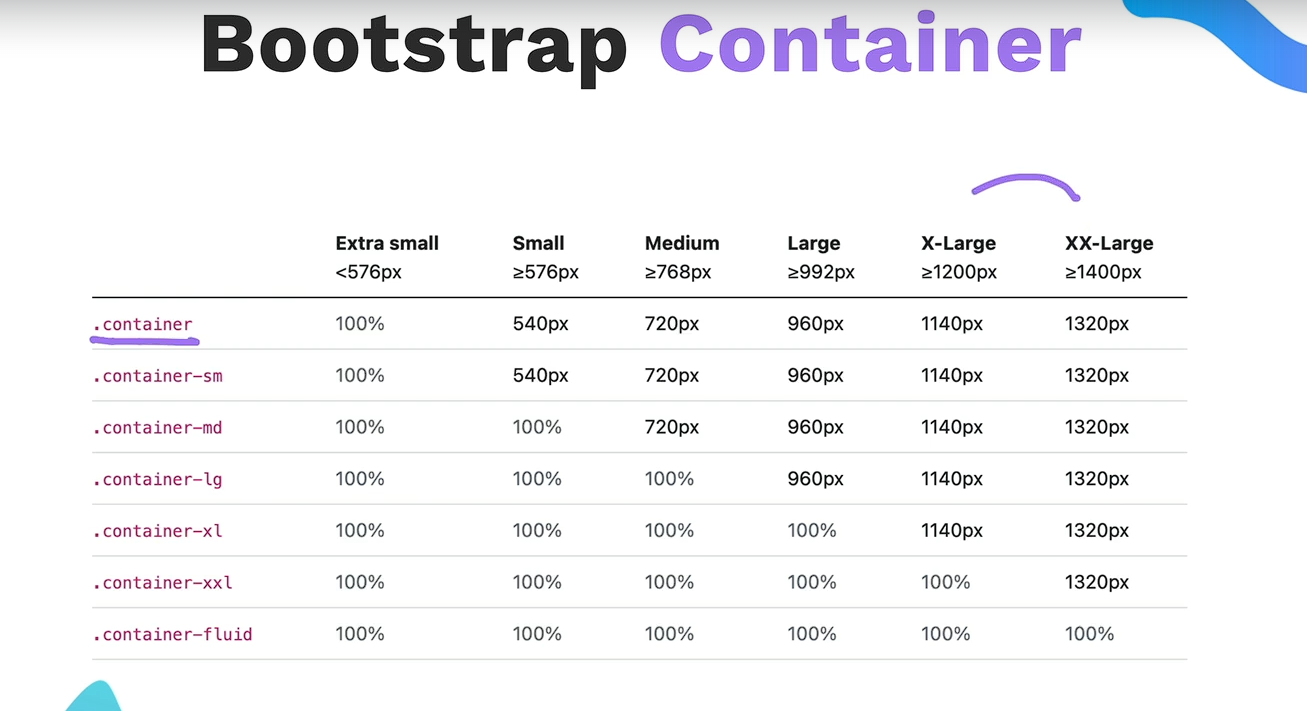 Bootstrap Container
Extra small Small Medium Large X-Large XX-Large
<576px ≥576px ≥768px ≥992px ≥1200px ≥1400px
.container 100% 540px 720px 960px 1140px 1320px
.container-sm 100% 540px 720px 960px 1140px 1320px
.container-md 100% 100% 720px 960px 1140px 1320px
.container-lg 100% 100% 100% 960px 1140px 1320px
.container-xl 100% 100% 100% 100% 1140px 1320px
.container-xxl 100% 100% 100% 100% 100% 1320px
.container-fluid 100% 100% 100% 100% 100% 100%